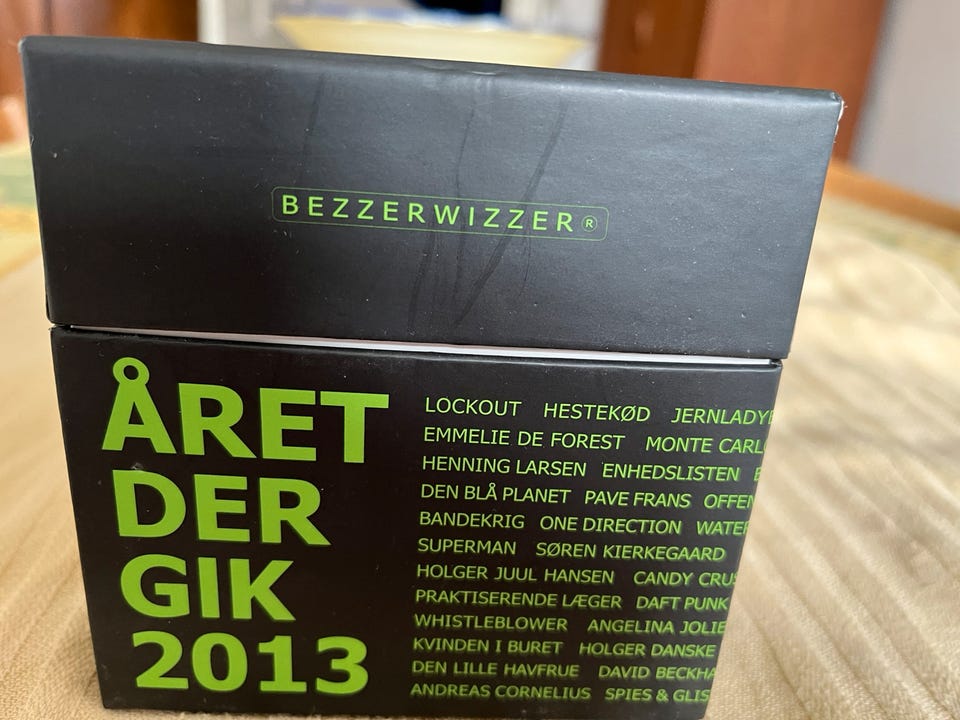 BEZZERWIZZER®
ÅRET
DER
GIK
2013
LOCKOUT HESTEKØD
EMMELIE DE FOREST MONTE
HENNING LARSEN ENHEDSLISTEN
DEN BLÅ PLANET PAVE FRANS
BANDEKRIG ONE DIRECTION
SUPERMAN SØREN KIERKEGAARD
HOLGER JUUL HANSEN CANDY
PRAKTISERENDE LÆGER DAFT PUNK
WHISTLEBLOWER ANGELINA JOLIE
KVINDEN I BURET HOLGER DANSKE
DEN LILLE HAVFRUE DAVID
ANDREAS CORNELIUS SPIES &